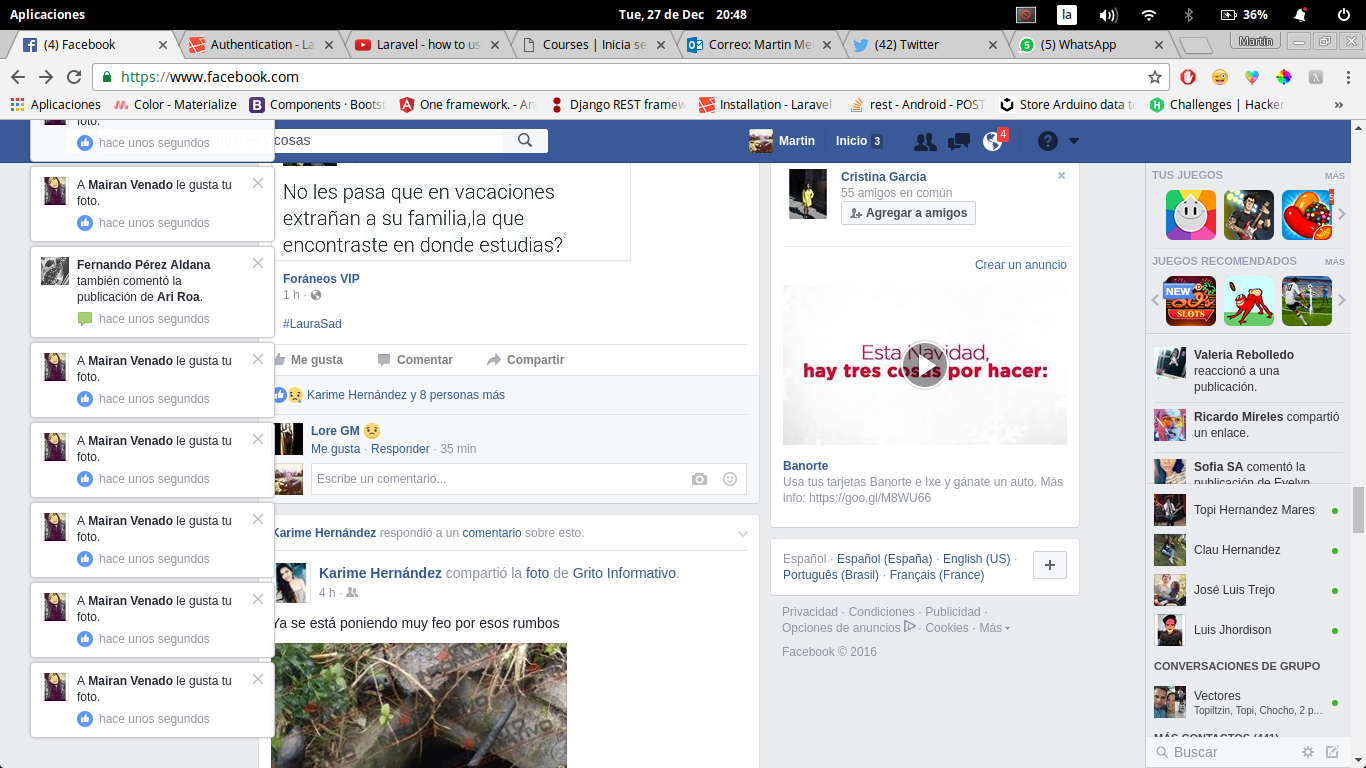 Aplicaciones
Tue, 27 de Dec 20:48
la
36%
(4) Facebook
Authentication - La
Laravel - how to us
Courses | Inicia se
Correo: Martin Me
(42) Twitter
(5) WhatsApp
Martin
https://www.facebook.com
Aplicaciones
Color - Materialize
Components · Boots
One framework. - An
Django REST framew
Installation - Laravel
rest - Android - POST
Store Arduino data t
Challenges | Hacker
»
foto.
hace unos segundos
cosas
Martin
Inicio 3
4
A Mairan Venado le gusta tu
foto.
hace unos segundos
Fernando Pérez Aldana
también comentó la
publicación de Ari Roa.
hace unos segundos
A Mairan Venado le gusta tu
foto.
hace unos segundos
A Mairan Venado le gusta tu
foto.
hace unos segundos
A Mairan Venado le gusta tu
foto.
hace unos segundos
A Mairan Venado le gusta tu
foto.
hace unos segundos
A Mairan Venado le gusta tu
foto.
hace unos segundos
No les pasa que en vacaciones
extrañan a su familia,la que
encontraste en donde estudias?
Foráneos VIP
1 h ·
#LauraSad
Me gusta
Comentar
Compartir
Karime Hernández y 8 personas más
Lore GM
Me gusta · Responder · 35 min
Escribe un comentario...
Karime Hernández respondió a un comentario sobre esto.
Karime Hernández compartió la foto de Grito Informativo.
4 h ·
Ya se está poniendo muy feo por esos rumbos
Cristina Garcia
55 amigos en común
Agregar a amigos
Crear un anuncio
Esta Navidad,
hay tres cosas por hacer:
Banorte
Usa tus tarjetas Banorte e Ixe y gánate un auto. Más
info: https://goo.gl/M8WU66
Español · Español (España) · English (US) ·
Português (Brasil) · Français (France)
Privacidad · Condiciones · Publicidad ·
Opciones de anuncios · Cookies · Más
Facebook © 2016
TUS JUEGOS
MÁS
JUEGOS RECOMENDADOS
MÁS
NEW
SLOTS
Valeria Rebolledo
reaccionó a una
publicación.
Ricardo Mireles compartió
un enlace.
Sofia SA comentó la
publicación de Evelyn
Topi Hernandez Mares
Clau Hernandez
José Luis Trejo
Luis Jhordison
CONVERSACIONES DE GRUPO
Vectores
Topiltzin, Topi, Chocho, 2 p...
MÁS CONTACTOS (441)
Buscar